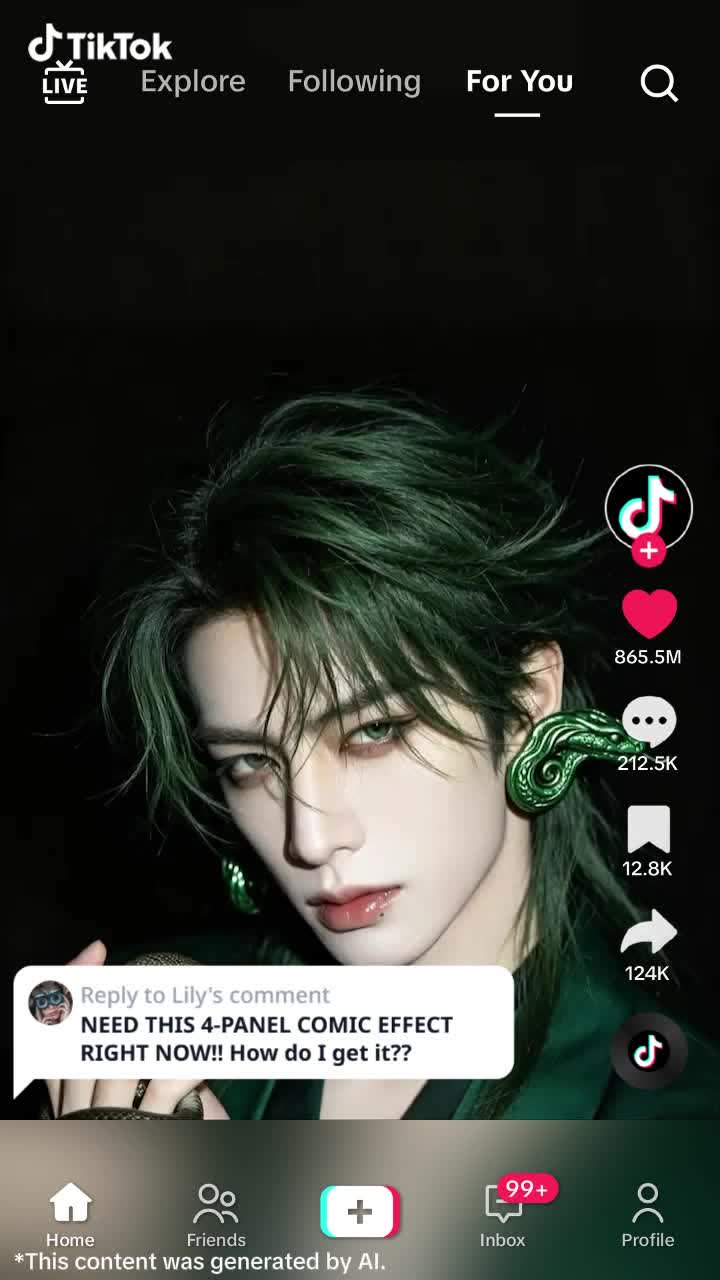 TikTok
LIVE
Explore
Following
For You
865.5M
212.5K
12.8K
124K
Reply to Lily's comment
NEED THIS 4-PANEL COMIC EFFECT
RIGHT NOW!! How do I get it??
99+
Home
Friends
Inbox
Profile
*This content was generated by AI.